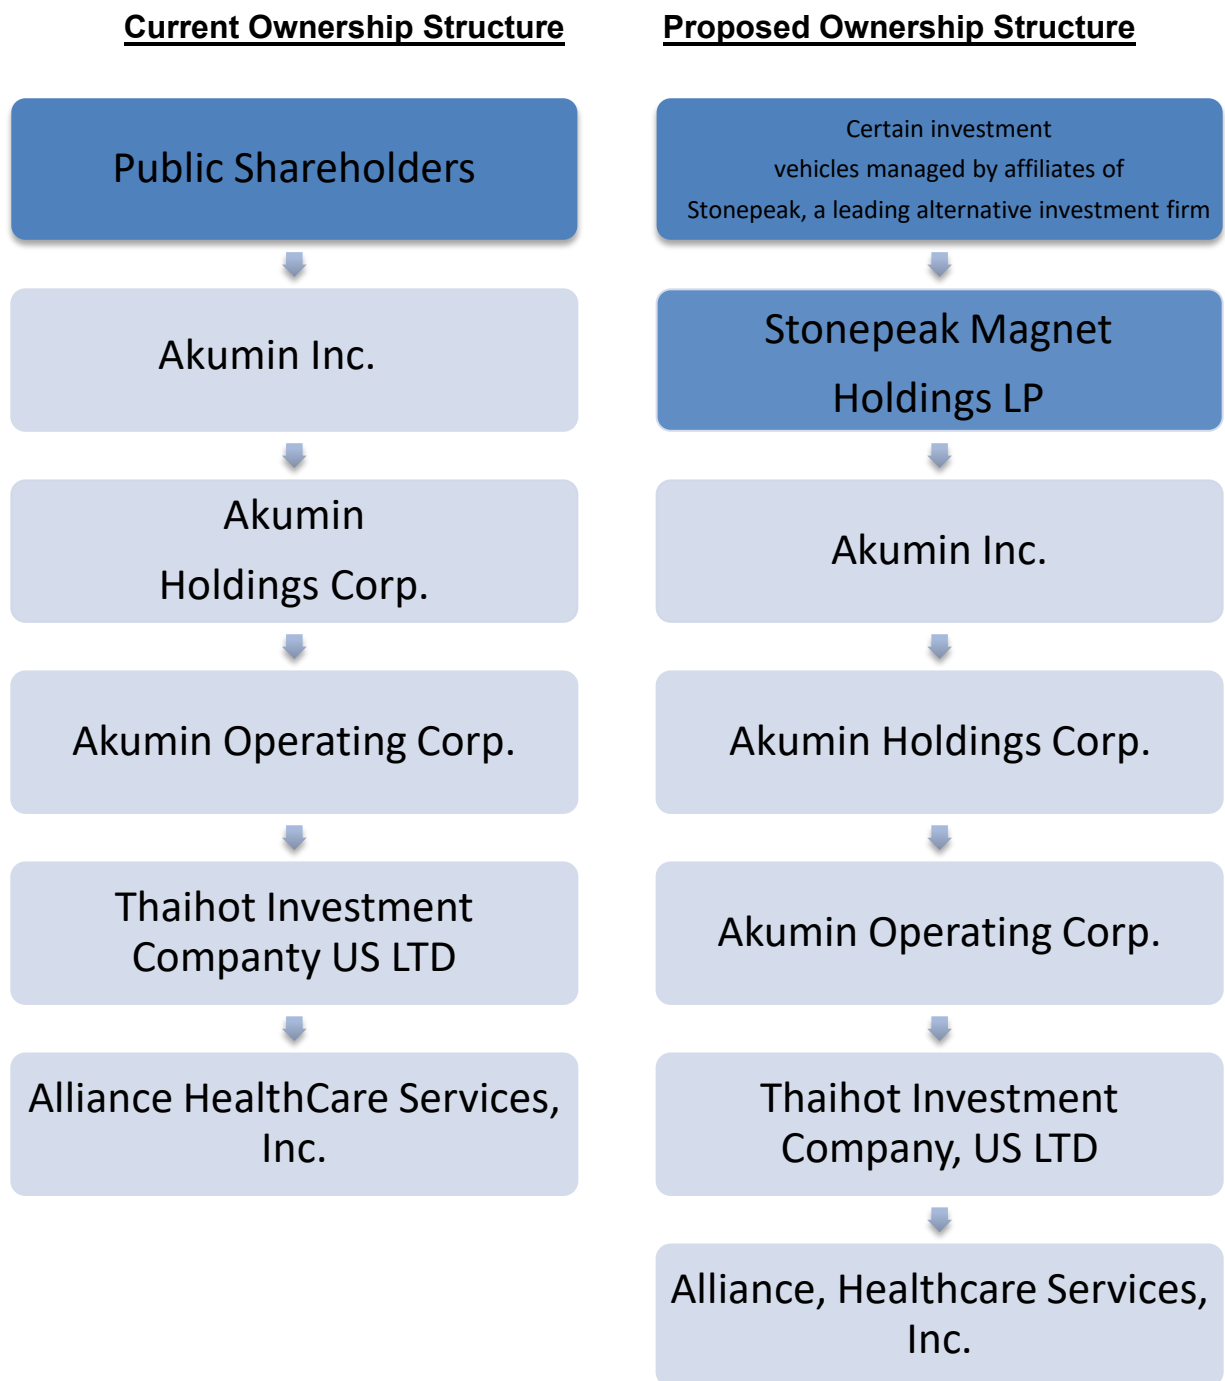 Current Ownership Structure
Public Shareholders
Akumin Inc.
Akumin
Holdings Corp.
Akumin Operating Corp.
Thaihot Investment
Companty US LTD
Alliance HealthCare Services,
Inc.
Proposed Ownership Structure
Certain investment
vehicles managed by affiliates of
Stonepeak, a leading alternative investment firm
Stonepeak Magnet
Holdings LP
Akumin Inc.
Akumin Holdings Corp.
Akumin Operating Corp.
Thaihot Investment
Company, US LTD
Alliance, Healthcare Services,
Inc.